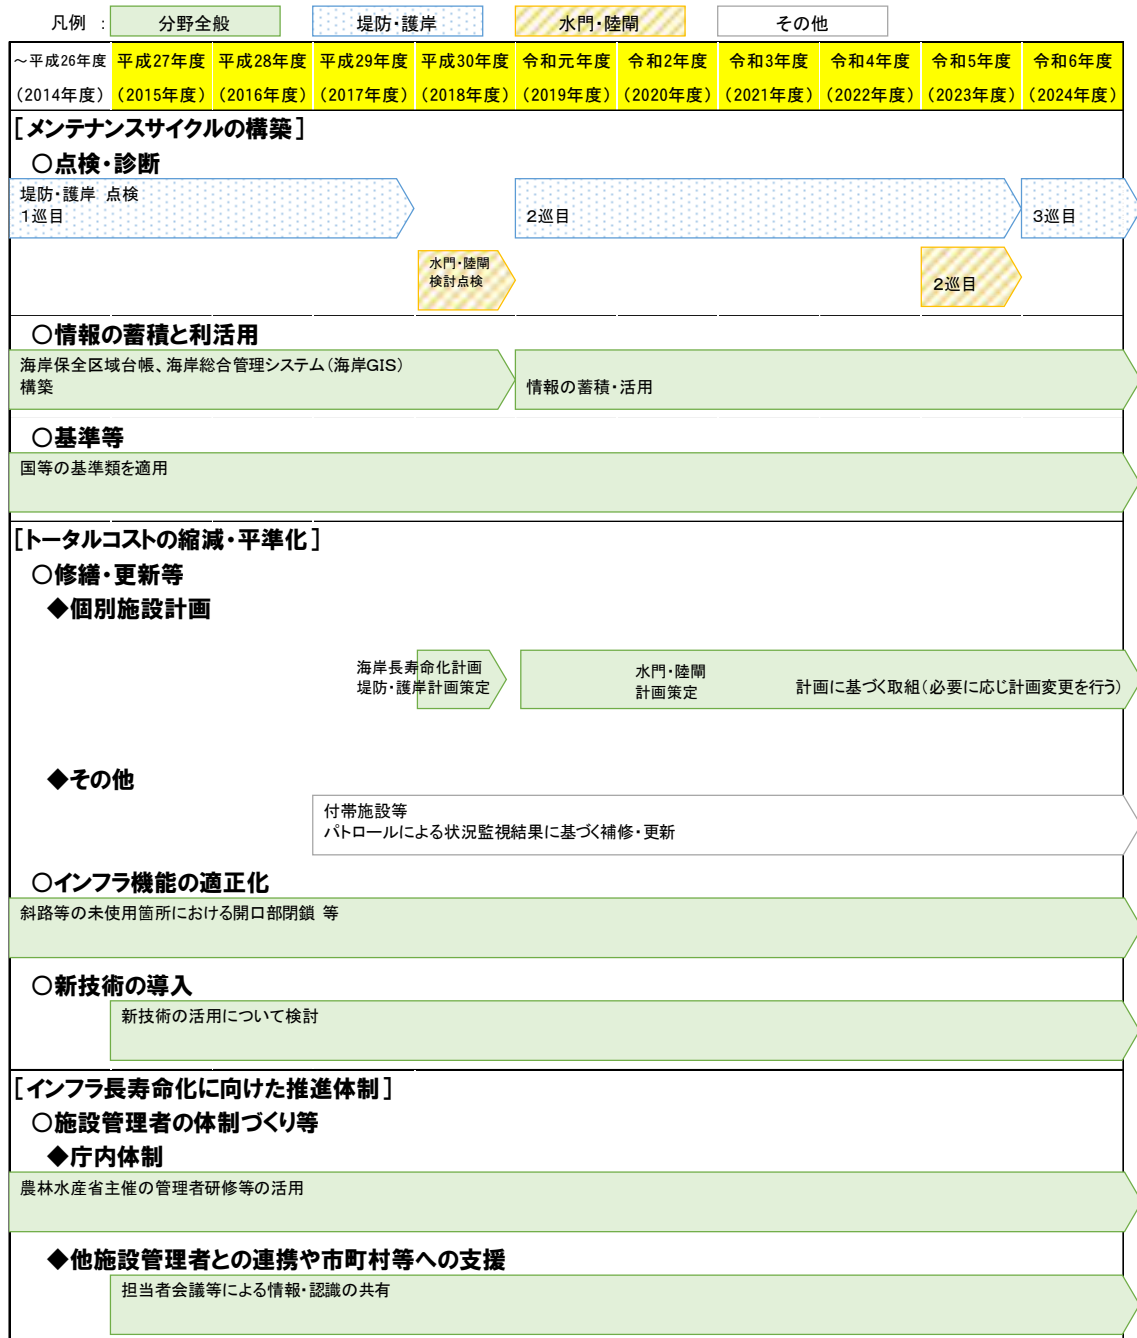 凡例 : 分野全般 堤防・護岸 水門・陸閘 その他
～平成26年度 平成27年度 平成28年度 平成29年度 平成30年度 令和元年度 令和2年度 令和3年度 令和4年度 令和5年度 令和6年度
(2014年度) (2015年度) (2016年度) (2017年度) (2018年度) (2019年度) (2020年度) (2021年度) (2022年度) (2023年度) (2024年度)
[メンテナンスサイクルの構築]
○点検・診断
堤防・護岸 点検
1巡目
2巡目
3巡目
水門・陸閘
検討点検
2巡目
○情報の蓄積と利活用
海岸保全区域台帳、海岸総合管理システム(海岸GIS)
構築
情報の蓄積・活用
○基準等
国等の基準類を適用
[トータルコストの縮減・平準化]
○修繕・更新等
◆個別施設計画
海岸長寿命化計画
堤防・護岸計画策定
水門・陸閘
計画策定
計画に基づく取組(必要に応じ計画変更を行う)
◆その他
付帯施設等
パトロールによる状況監視結果に基づく補修・更新
○インフラ機能の適正化
斜路等の未使用箇所における開口部閉鎖 等
○新技術の導入
新技術の活用について検討
[インフラ長寿命化に向けた推進体制]
○施設管理者の体制づくり等
◆庁内体制
農林水産省主催の管理者研修等の活用
◆他施設管理者との連携や市町村等への支援
担当者会議等による情報・認識の共有